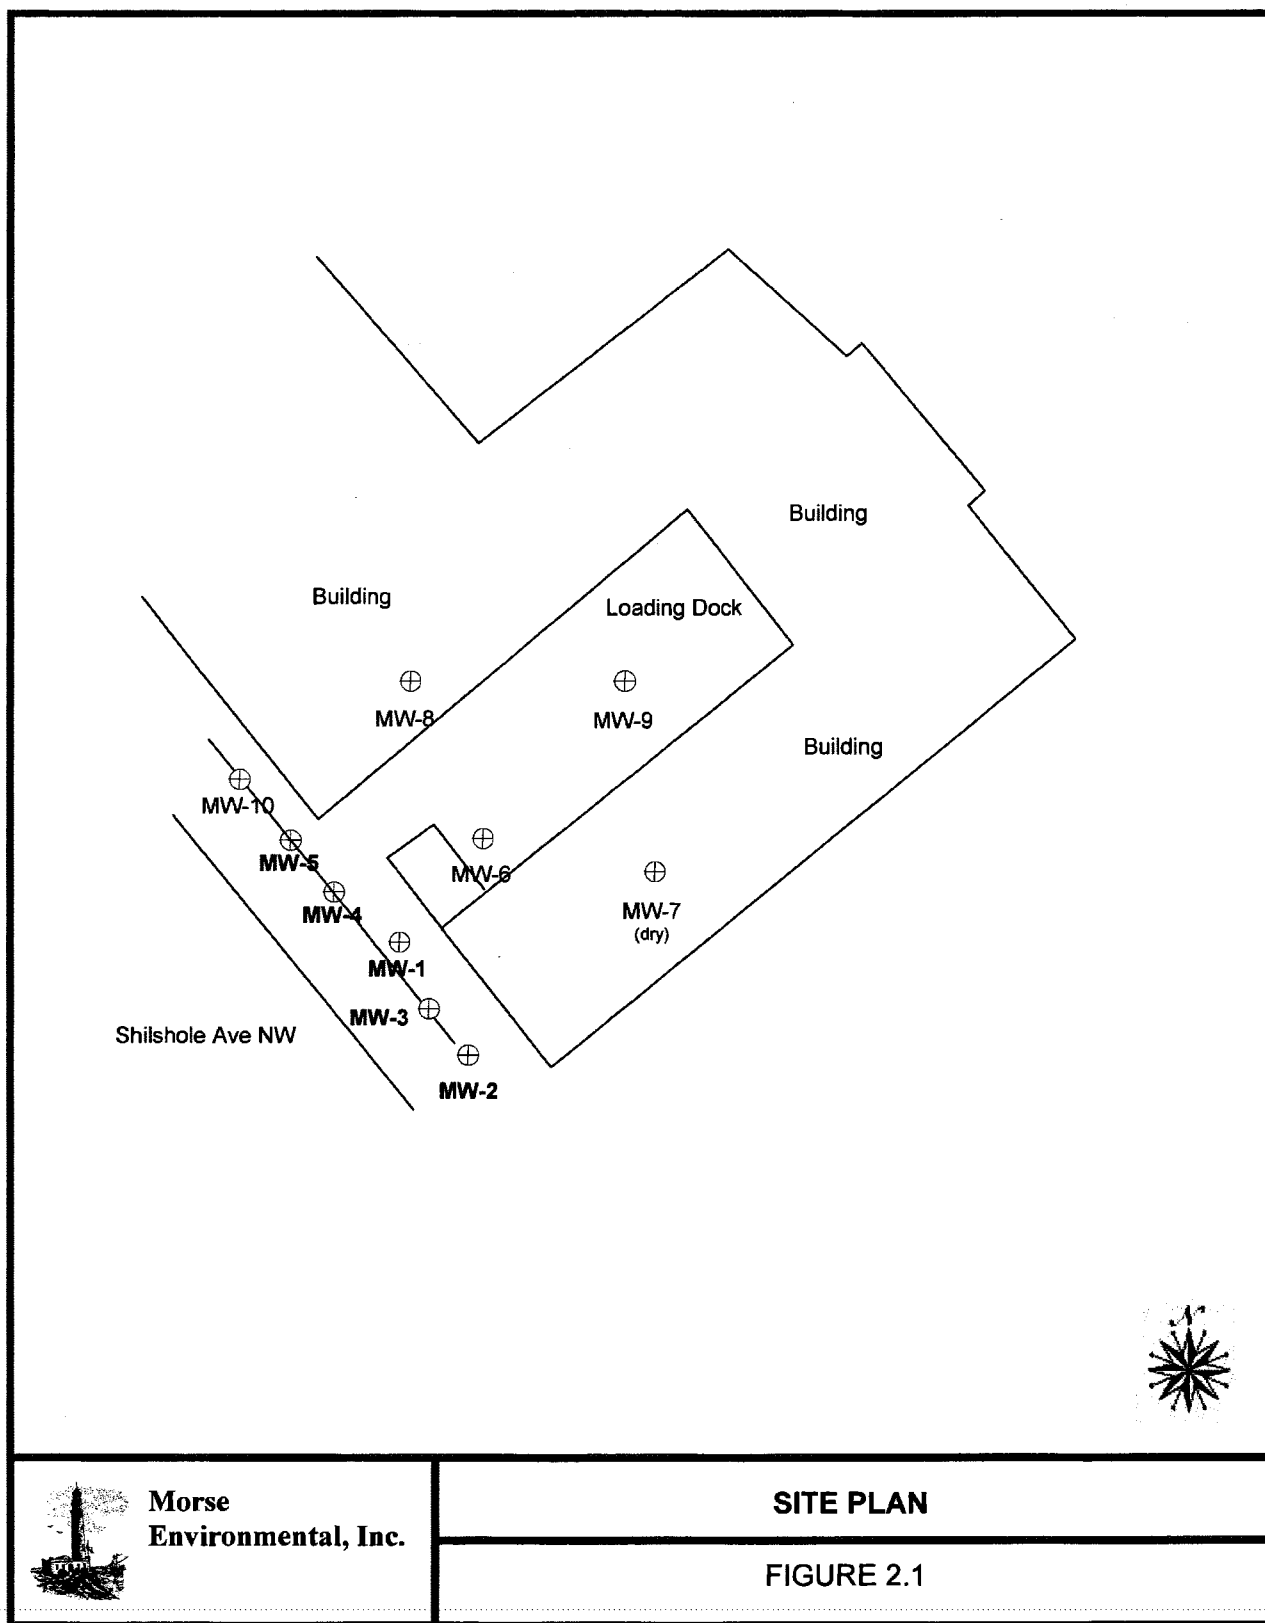 Building
Building
Loading Dock
MW-8
MW-9
Building
MW-10
MW-5
MW-6
MW-4
MW-7
(dry)
MW-1
MW-3
Shilshole Ave NW
MW-2
N
Morse
Environmental, Inc.
SITE PLAN
FIGURE 2.1